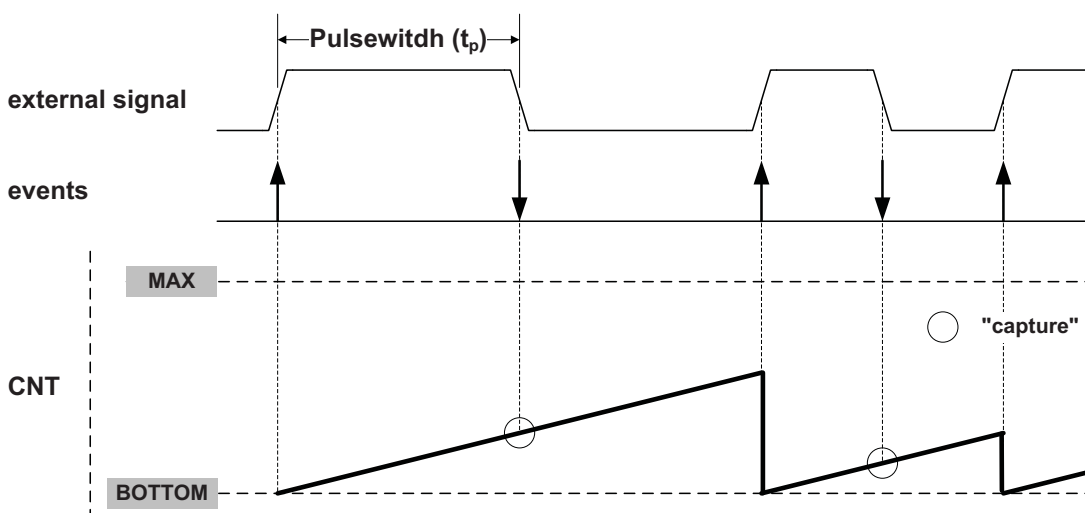 Pulsewitdh (tp)
external signal
events
MAX
"capture"
CNT
BOTTOM